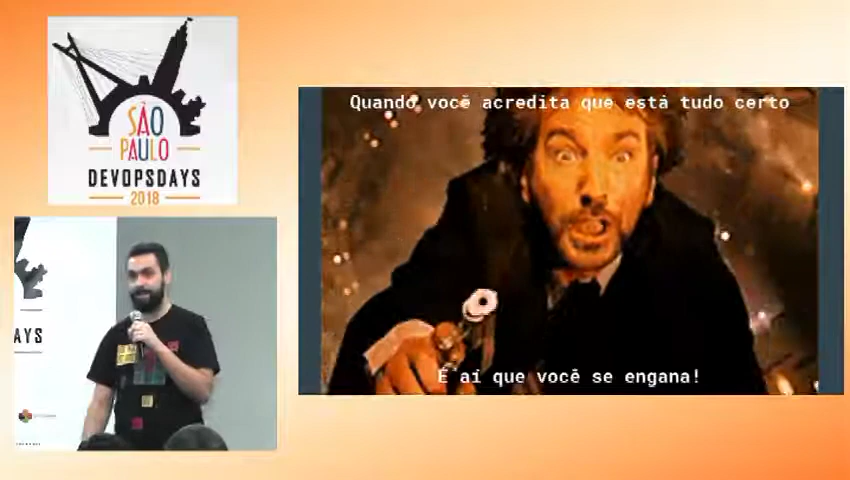 SÃO
PAULO
DEVOPSDAYS
2018
Quando você acredita que está tudo certo
É aí que você se engana!
AYS